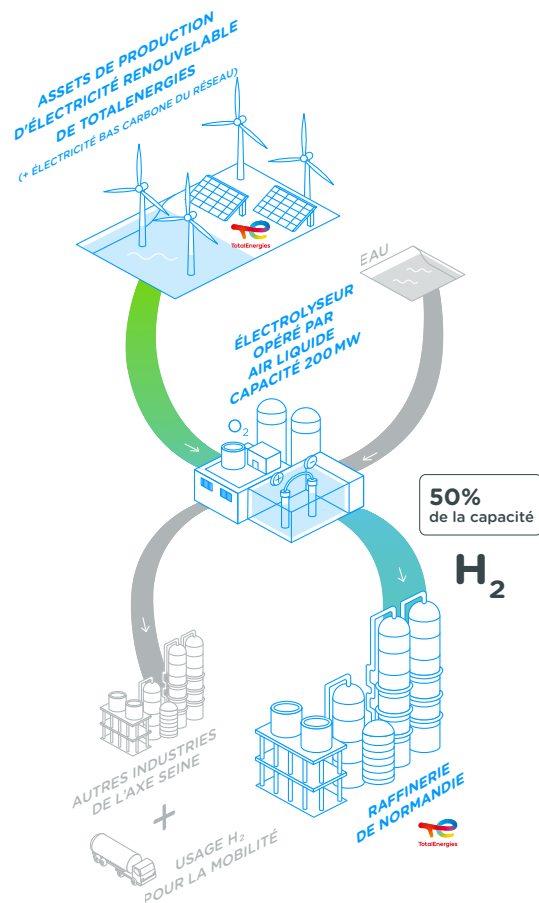 ASSETS DE PRODUCTION
D'ÉLECTRICITÉ RENOUVELABLE
DE TOTALENERGIES
(+ ÉLECTRICITÉ BAS CARBONE DU RÉSEAU)
TotalEnergies
EAU
ÉLECTROLYSEUR
OPÉRÉ PAR
AIR LIQUIDE
CAPACITÉ 200 MW
O₂
+
−
50%
de la capacité
H₂
AUTRES INDUSTRIES
DE L'AXE SEINE
+
USAGE H₂
POUR LA MOBILITÉ
RAFFINERIE
DE NORMANDIE
TotalEnergies